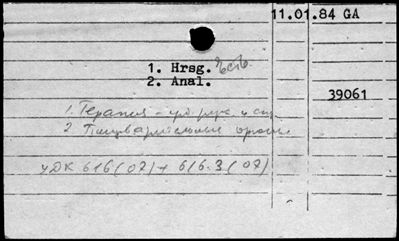 11.01.84 GA
1. Hrsg. есть
2. Anal.
39061
1. Терапия - уч. рук. и
2. Пищеварительные органы
УДК 616(07) + 616.3(07)